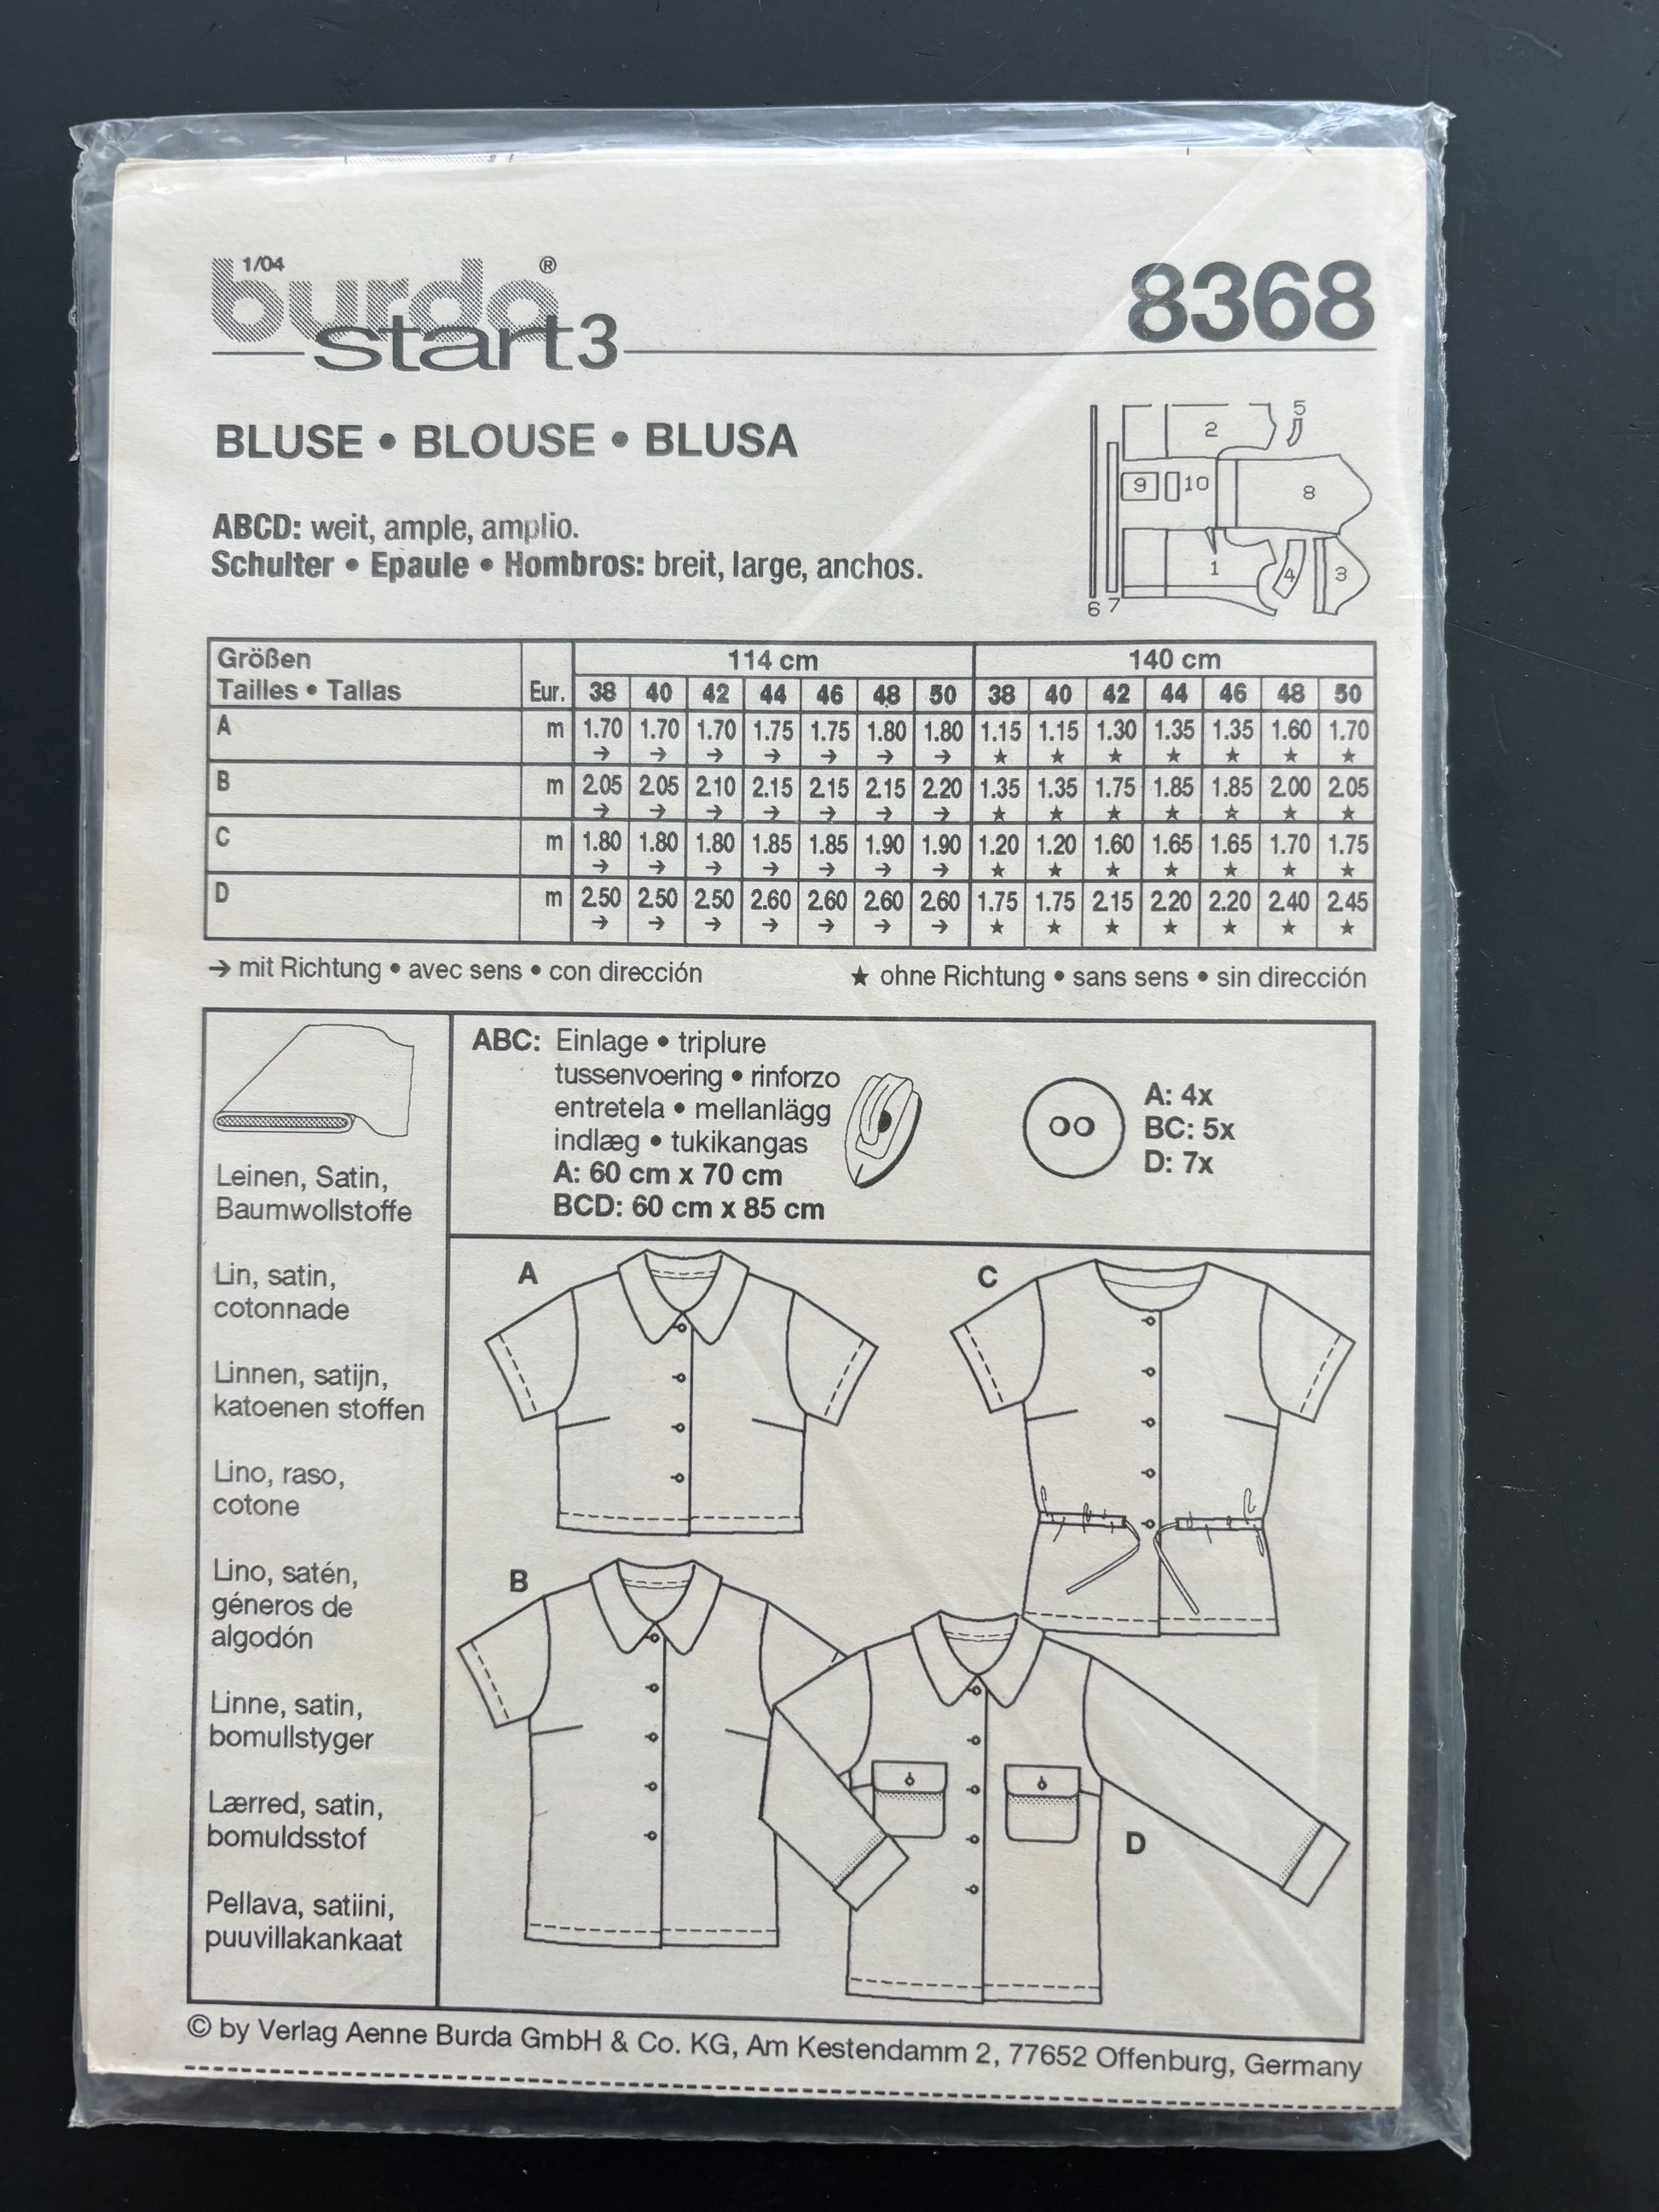 1/04
burda®
start3
8368
BLUSE • BLOUSE • BLUSA
ABCD: weit, ample, amplio.
Schulter • Epaule • Hombros: breit, large, anchos.
5
2
9 10
8
1 4 3
6 7
Größen 114 cm 140 cm
Tailles • Tallas Eur. 38 40 42 44 46 48 50 38 40 42 44 46 48 50
A m 1.70 1.70 1.70 1.75 1.75 1.80 1.80 1.15 1.15 1.30 1.35 1.35 1.60 1.70
→ → → → → → → ★ ★ ★ ★ ★ ★ ★
B m 2.05 2.05 2.10 2.15 2.15 2.15 2.20 1.35 1.35 1.75 1.85 1.85 2.00 2.05
→ → → → → → → ★ ★ ★ ★ ★ ★ ★
C m 1.80 1.80 1.80 1.85 1.85 1.90 1.90 1.20 1.20 1.60 1.65 1.65 1.70 1.75
→ → → → → → → ★ ★ ★ ★ ★ ★ ★
D m 2.50 2.50 2.50 2.60 2.60 2.60 2.60 1.75 1.75 2.15 2.20 2.20 2.40 2.45
→ → → → → → → ★ ★ ★ ★ ★ ★ ★
→ mit Richtung • avec sens • con dirección ★ ohne Richtung • sans sens • sin dirección
Leinen, Satin,
Baumwollstoffe
Lin, satin,
cotonnade
Linnen, satijn,
katoenen stoffen
Lino, raso,
cotone
Lino, satén,
géneros de
algodón
Linne, satin,
bomullstyger
Lærred, satin,
bomuldsstof
Pellava, satiini,
puuvillakankaat
ABC: Einlage • triplure
tussenvoering • rinforzo
entretela • mellanlägg
indlæg • tukikangas
A: 60 cm x 70 cm
BCD: 60 cm x 85 cm
A: 4x
BC: 5x
D: 7x
A
C
B
D
© by Verlag Aenne Burda GmbH & Co. KG, Am Kestendamm 2, 77652 Offenburg, Germany